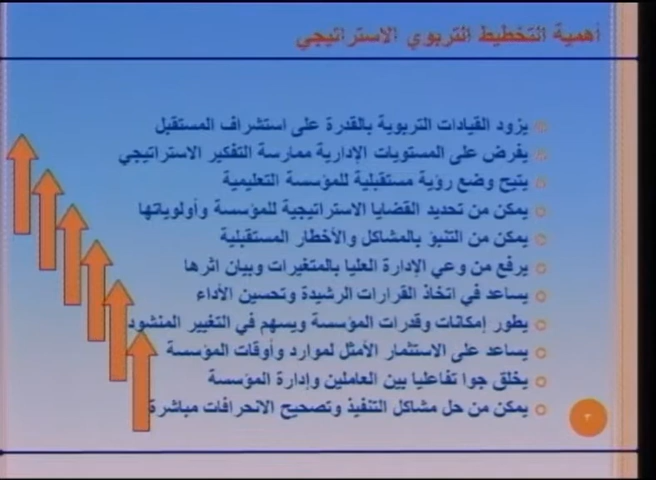 أهمية التخطيط التربوي الاستراتيجي
يزود القيادات التربوية بالقدرة على استشراف المستقبل
يفرض على المستويات الإدارية ممارسة التفكير الاستراتيجي
يتيح وضع رؤية مستقبلية للمؤسسة التعليمية
يمكن من تحديد القضايا الاستراتيجية للمؤسسة وأولوياتها
يمكن من التنبؤ بالمشاكل والأخطار المستقبلية
يرفع من وعي الإدارة العليا بالمتغيرات وبيان اثرها
يساعد في اتخاذ القرارات الرشيدة وتحسين الأداء
يطور إمكانات وقدرات المؤسسة ويسهم في التغيير المنشود
يساعد على الاستثمار الأمثل لموارد وأوقات المؤسسة
يخلق جوا تفاعليا بين العاملين وإدارة المؤسسة
يمكن من حل مشاكل التنفيذ وتصحيح الانحرافات مباشرة
٣